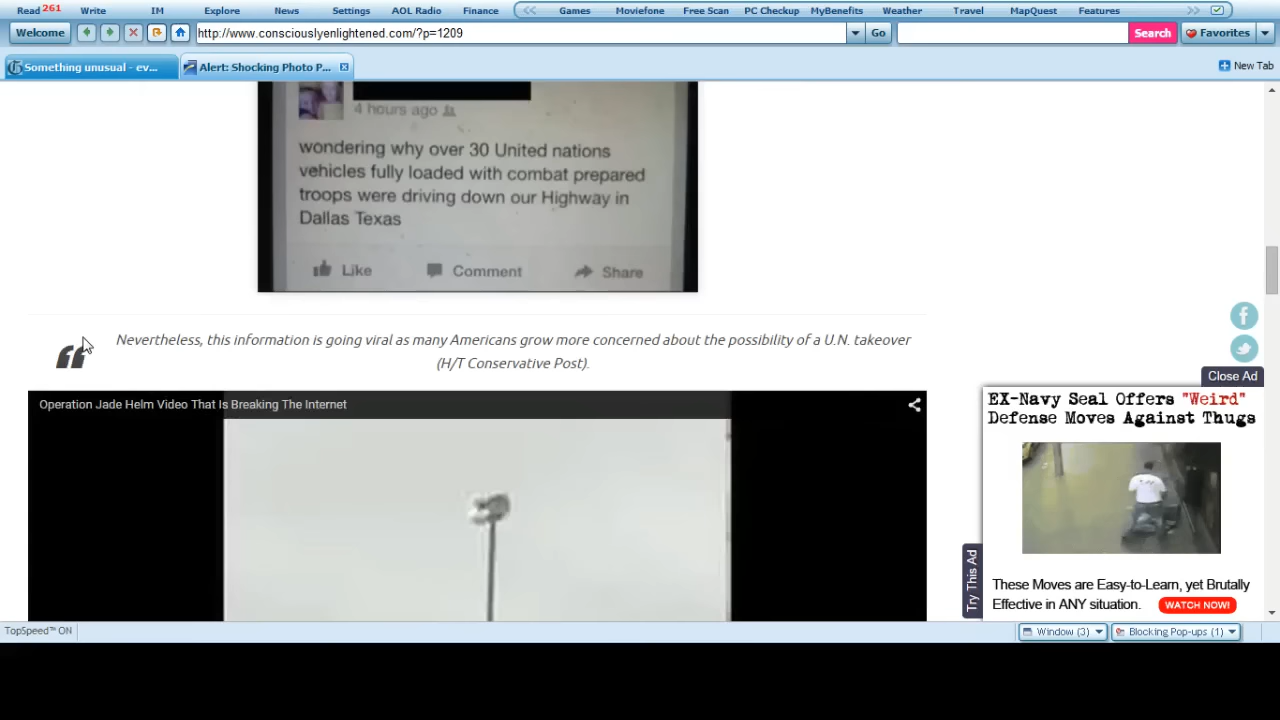 Read 261 Write IM Explore News Settings AOL Radio Finance Games Moviefone Free Scan PC Checkup MyBenefits Weather Travel MapQuest Features
Welcome http://www.consciouslyenlightened.com/?p=1209 Go Search Favorites
Something unusual - ev... Alert: Shocking Photo P... New Tab
4 hours ago
wondering why over 30 United nations
vehicles fully loaded with combat prepared
troops were driving down our Highway in
Dallas Texas
Like Comment Share
Nevertheless, this information is going viral as many Americans grow more concerned about the possibility of a U.N. takeover
(H/T Conservative Post).
Operation Jade Helm Video That Is Breaking The Internet
Close Ad
EX-Navy Seal Offers "Weird"
Defense Moves Against Thugs
Try This Ad
These Moves are Easy-to-Learn, yet Brutally
Effective in ANY situation. WATCH NOW!
TopSpeed™ ON Window (3) Blocking Pop-ups (1)